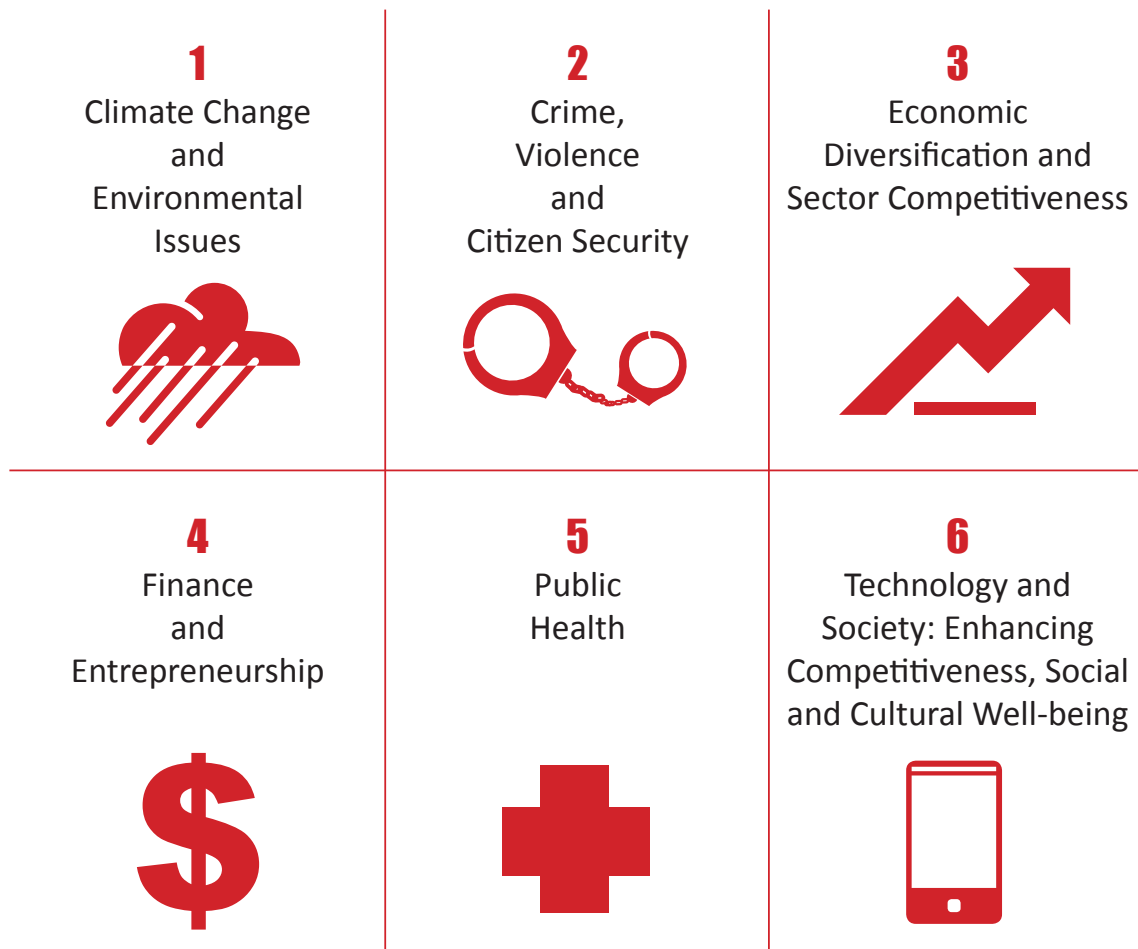 1
Climate Change
and
Environmental
Issues
2
Crime,
Violence
and
Citizen Security
3
Economic
Diversification and
Sector Competitiveness
4
Finance
and
Entrepreneurship
$
5
Public
Health
6
Technology and
Society: Enhancing
Competitiveness, Social
and Cultural Well-being